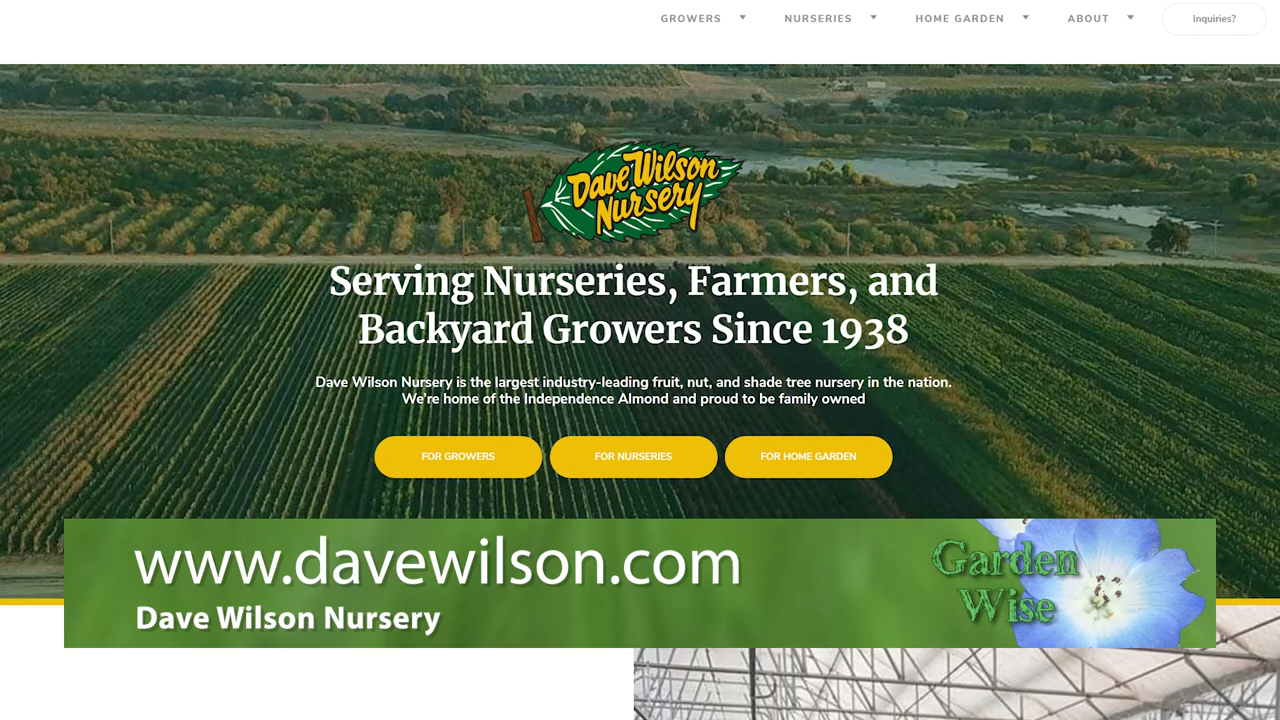 GROWERS
NURSERIES
HOME GARDEN
ABOUT
Inquiries?
Dave Wilson
Nursery
Serving Nurseries, Farmers, and
Backyard Growers Since 1938
Dave Wilson Nursery is the largest industry-leading fruit, nut, and shade tree nursery in the nation.
We're home of the Independence Almond and proud to be family owned
FOR GROWERS
FOR NURSERIES
FOR HOME GARDEN
www.davewilson.com
Dave Wilson Nursery
Garden
Wise